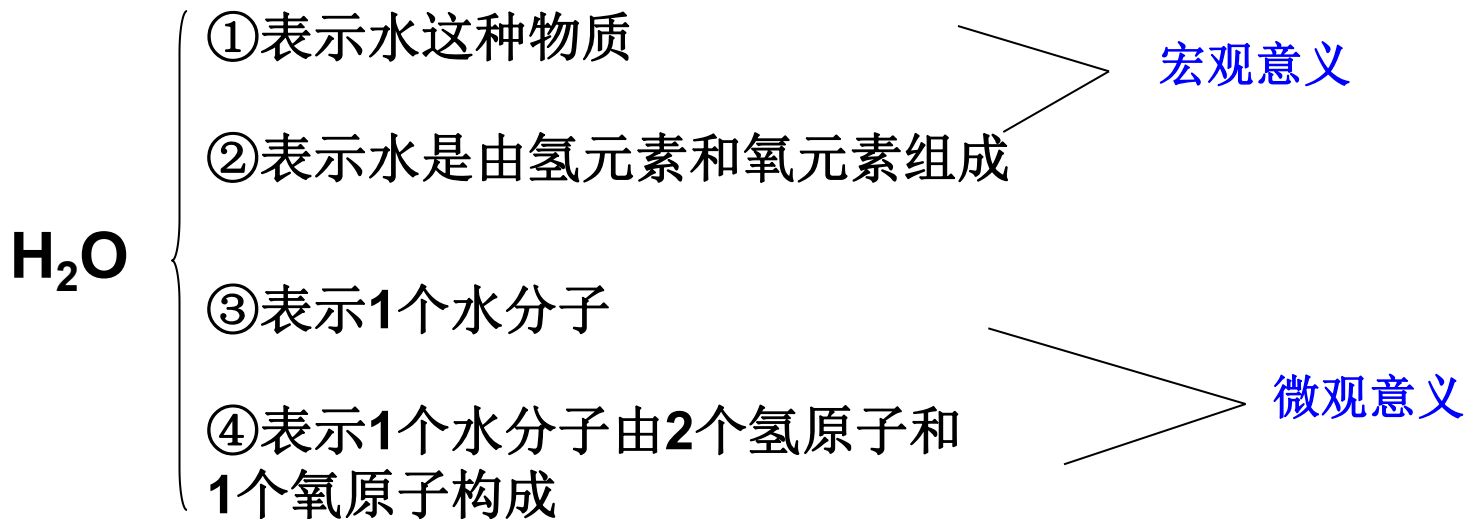 ①表示水这种物质
宏观意义
②表示水是由氢元素和氧元素组成
H₂O
③表示1个水分子
微观意义
④表示1个水分子由2个氢原子和
1个氧原子构成